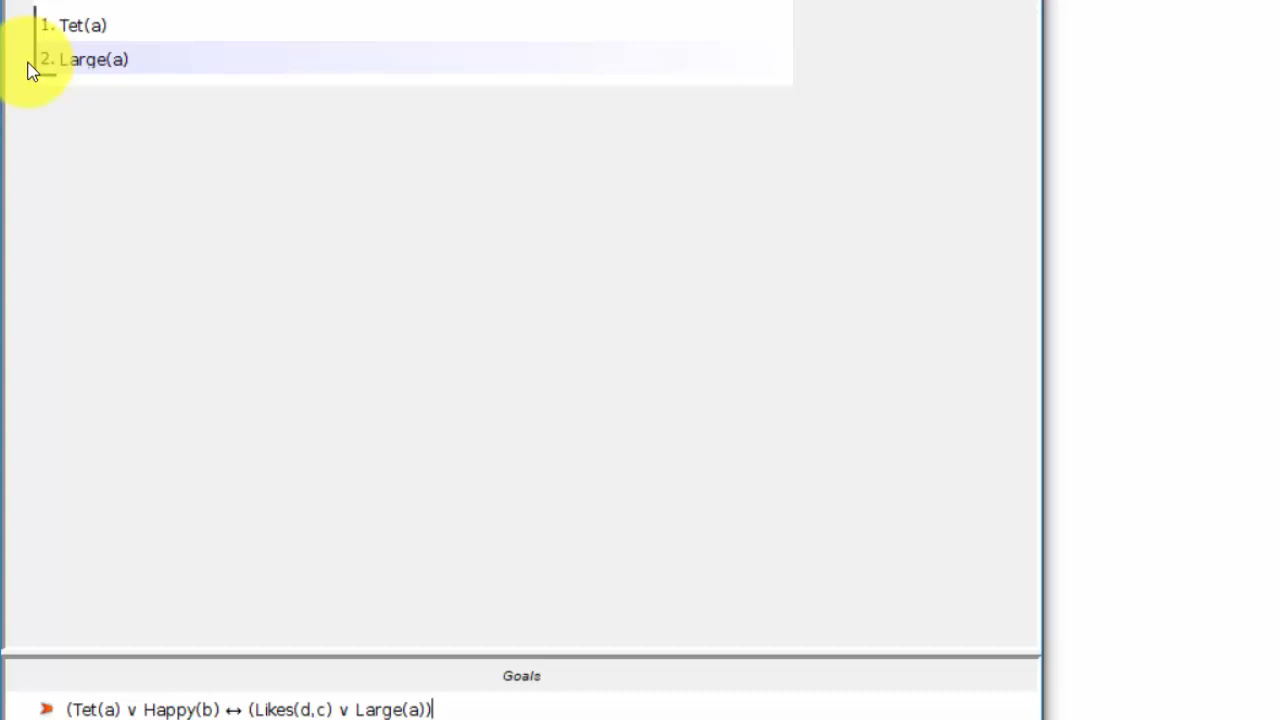 1. Tet(a)
2. Large(a)
Goals
(Tet(a) ∨ Happy(b) ↔ (Likes(d,c) ∨ Large(a))